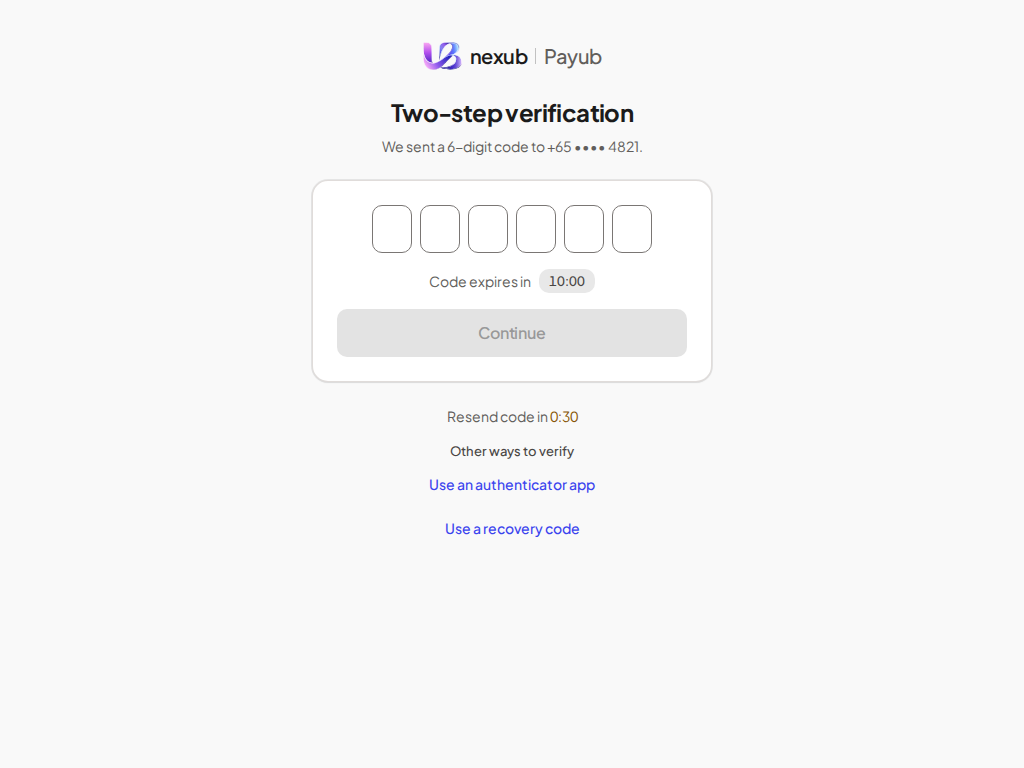 nexub | Payub
Two-step verification
We sent a 6-digit code to +65 •••• 4821.
Code expires in 10:00
Continue
Resend code in 0:30
Other ways to verify
Use an authenticator app
Use a recovery code